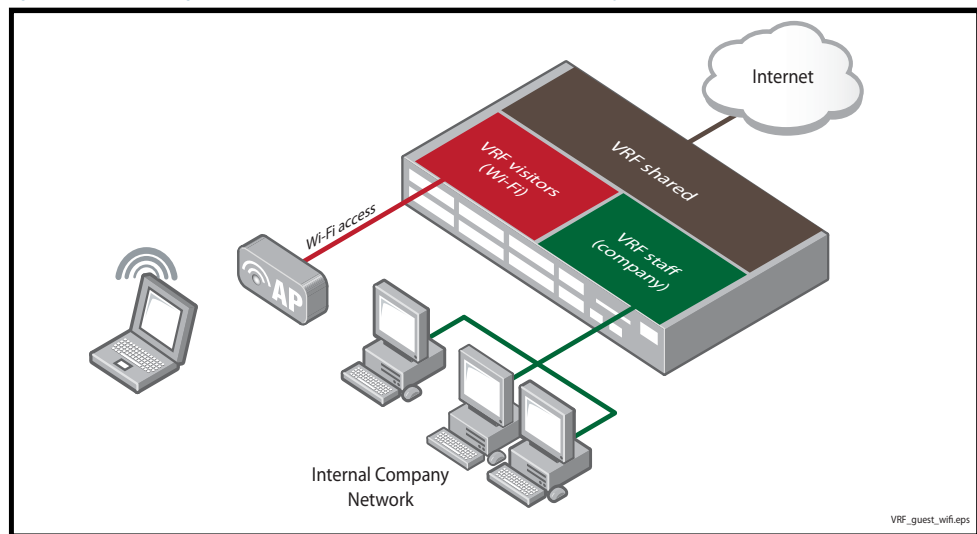 Internet
VRF shared
VRF visitors
(Wi-Fi)
VRF staff
(company)
Wi-Fi access
AP
Internal Company
Network
VRF_guest_wifi.eps